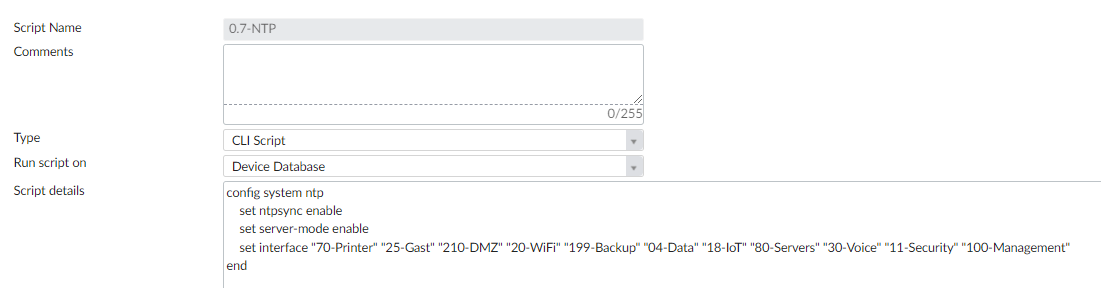 Script Name 0.7-NTP
Comments
0/255
Type CLI Script
Run script on Device Database
Script details config system ntp
set ntpsync enable
set server-mode enable
set interface "70-Printer" "25-Gast" "210-DMZ" "20-WiFi" "199-Backup" "04-Data" "18-IoT" "80-Servers" "30-Voice" "11-Security" "100-Management"
end